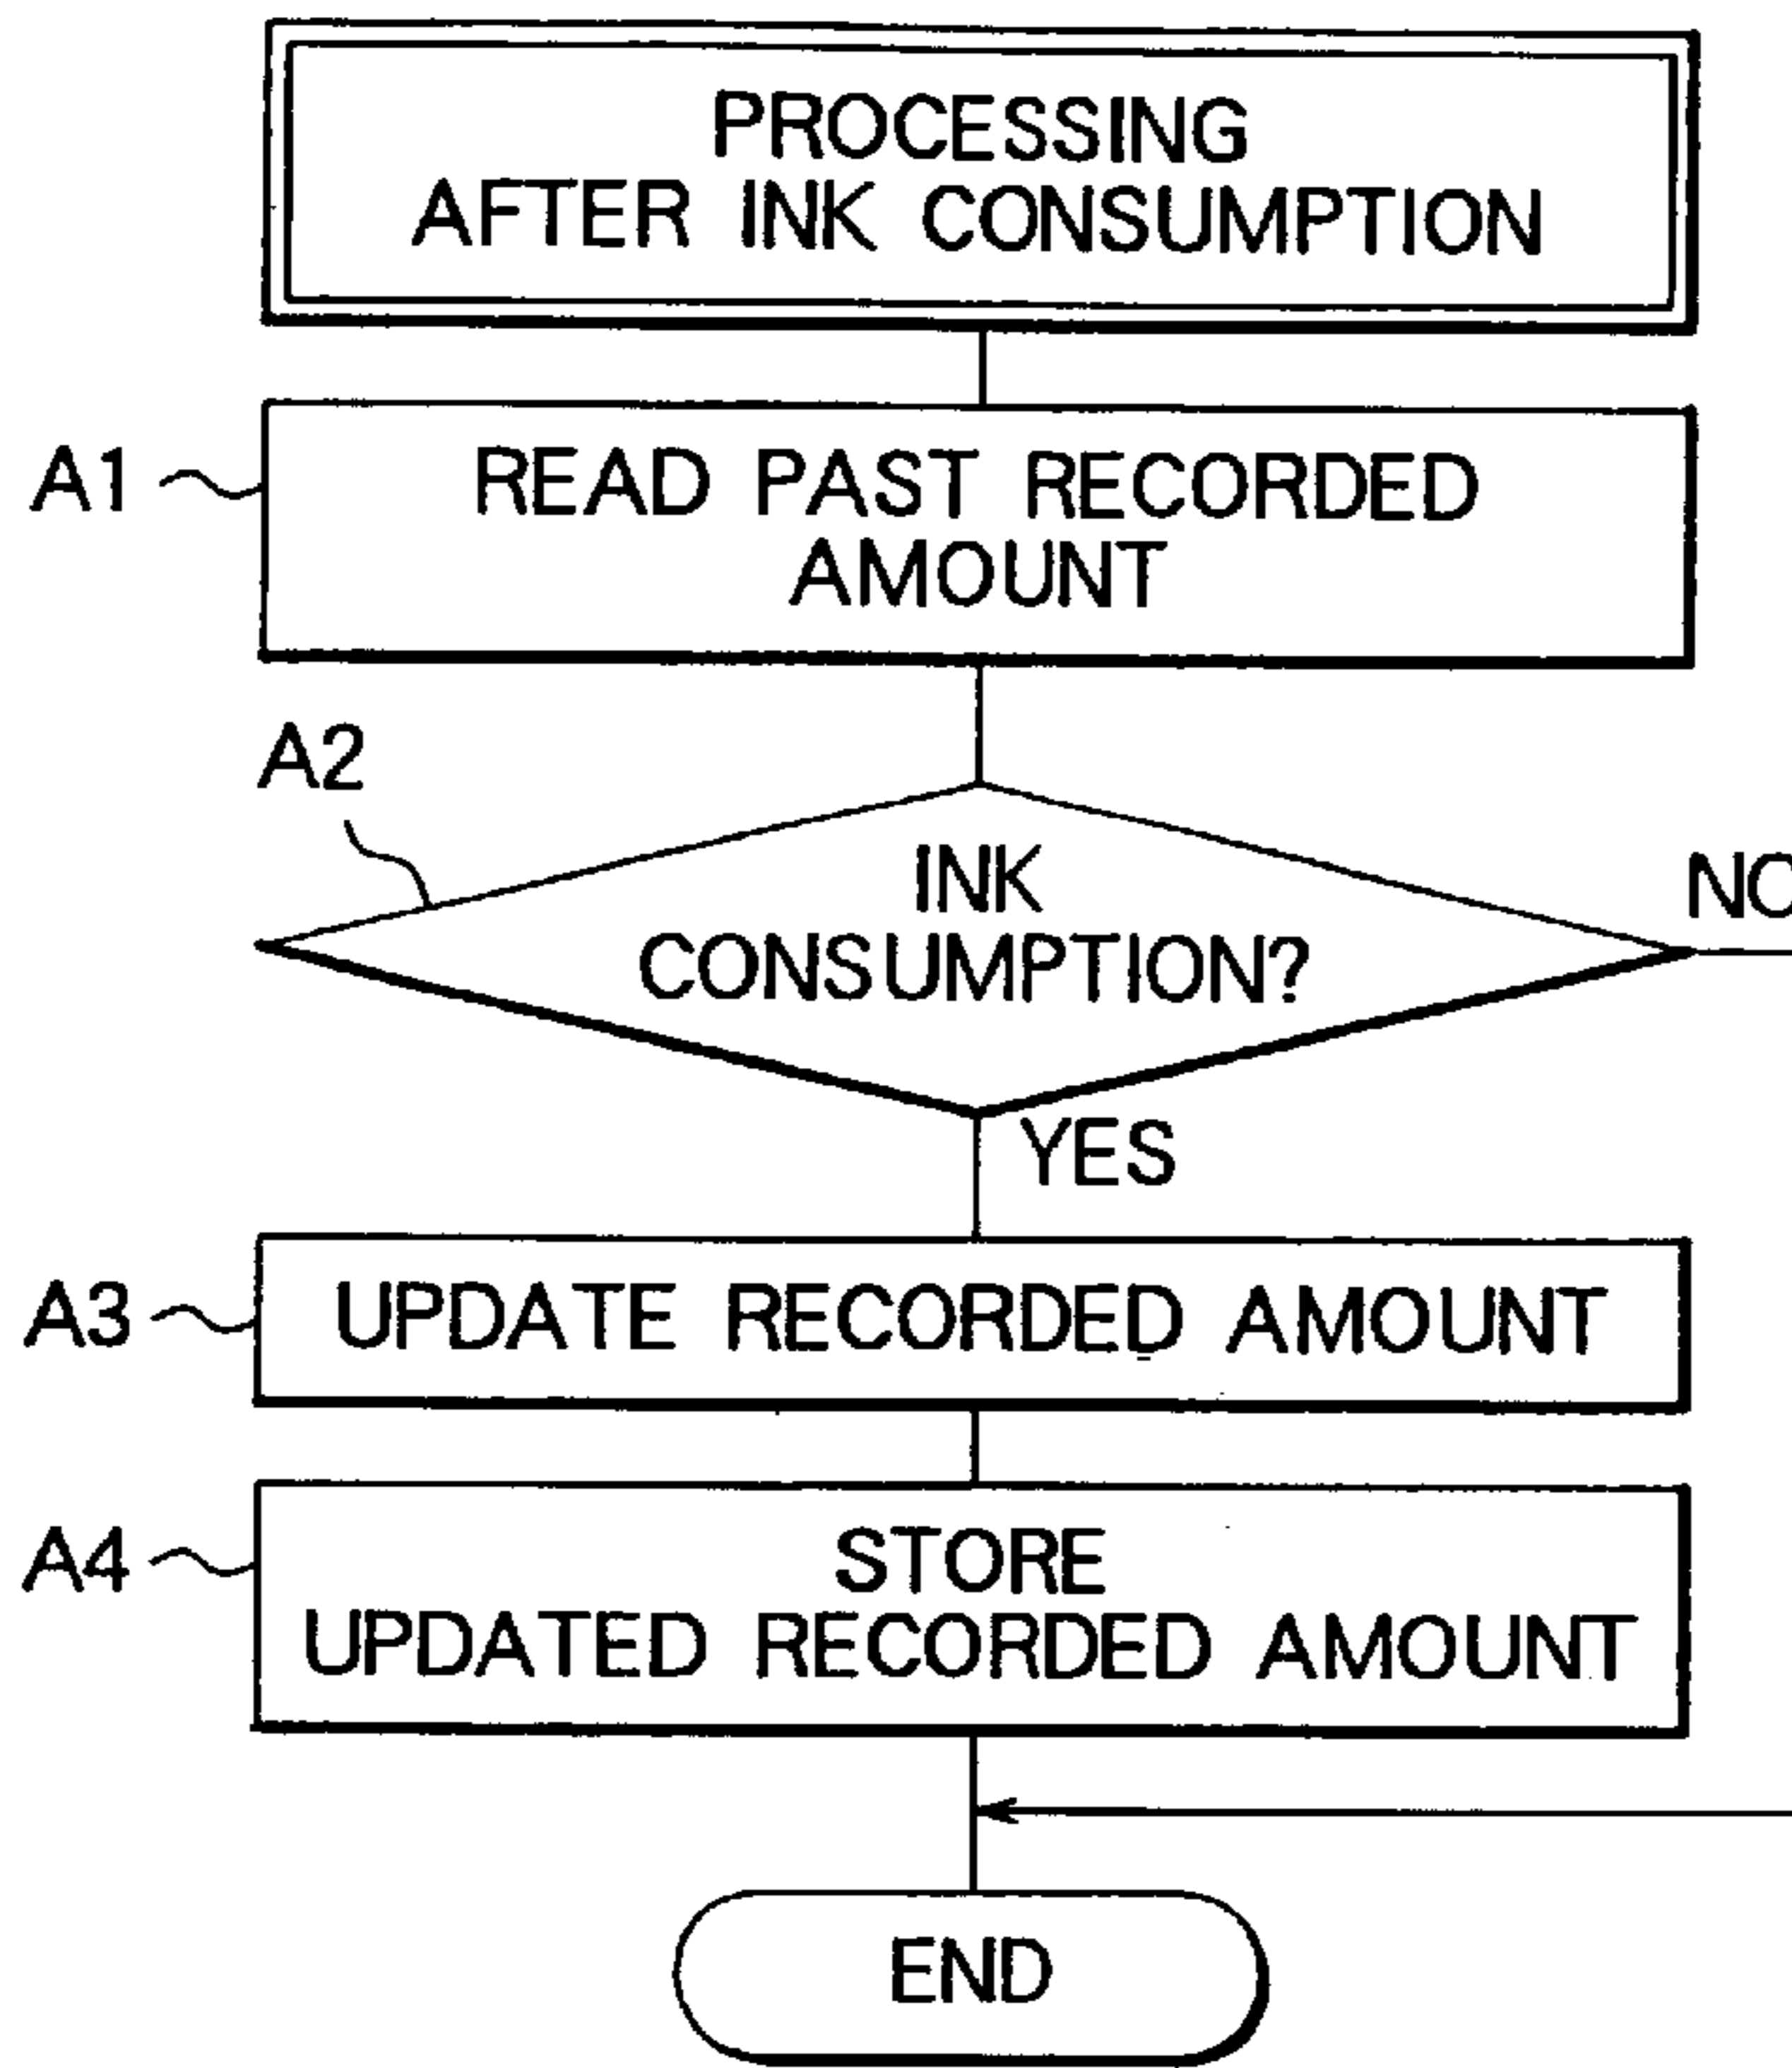 PROCESSING
AFTER INK CONSUMPTION
A1
READ PAST RECORDED
AMOUNT
A2
INK
CONSUMPTION?
NO
YES
A3
UPDATE RECORDED AMOUNT
A4
STORE
UPDATED RECORDED AMOUNT
END